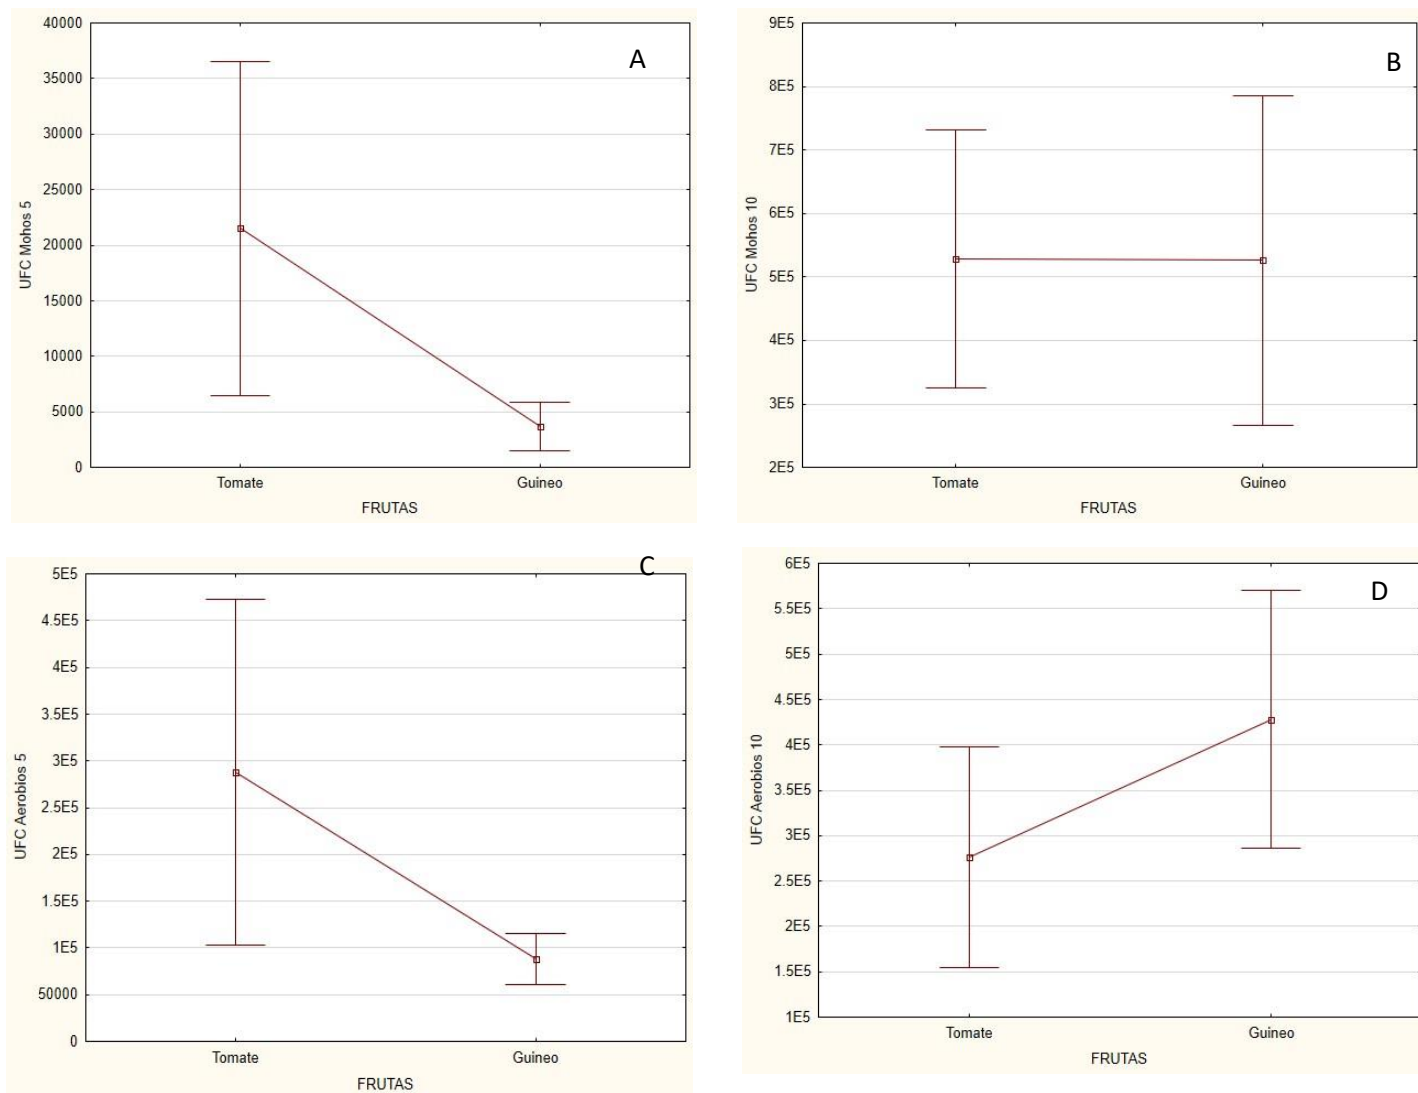 A
UFC Mohos 5
40000
35000
30000
25000
20000
15000
10000
5000
0
Tomate Guineo
FRUTAS
B
UFC Mohos 10
9E5
8E5
7E5
6E5
5E5
4E5
3E5
2E5
Tomate Guineo
FRUTAS
C
UFC Aerobios 5
5E5
4.5E5
4E5
3.5E5
3E5
2.5E5
2E5
1.5E5
1E5
50000
0
Tomate Guineo
FRUTAS
D
UFC Aerobios 10
6E5
5.5E5
5E5
4.5E5
4E5
3.5E5
3E5
2.5E5
2E5
1.5E5
1E5
Tomate Guineo
FRUTAS